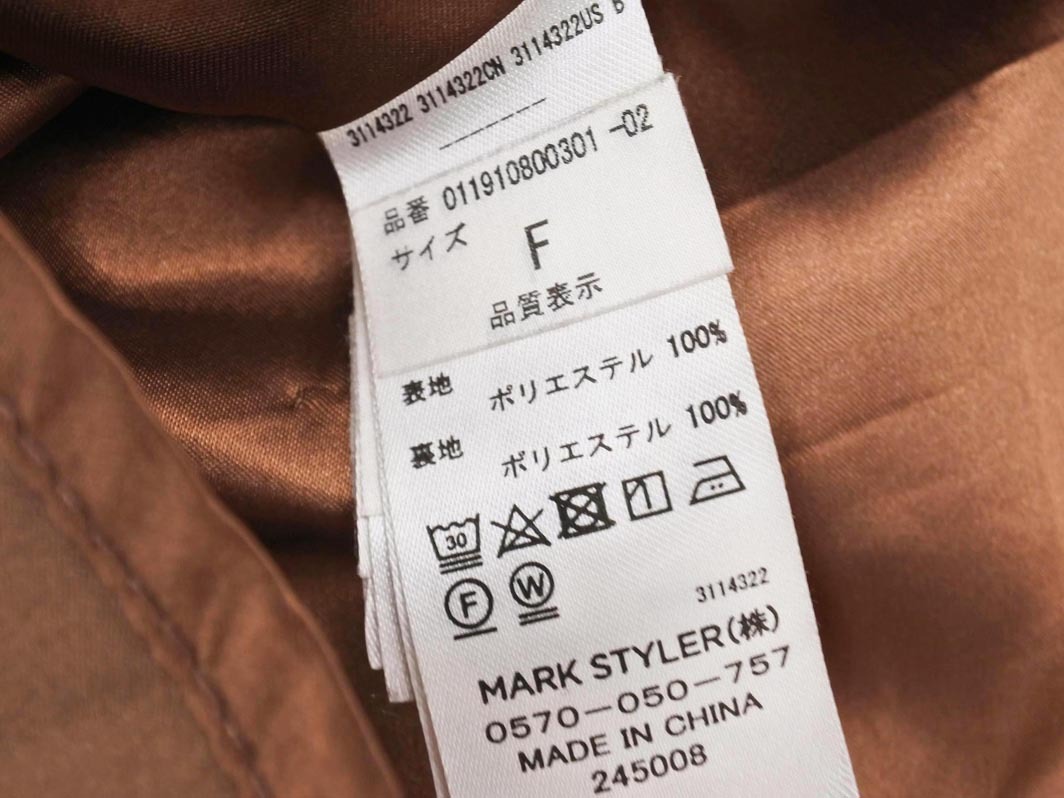 3114322 3114322CN 3114322US B
品番 011910800301 -02
サイズ F
品質表示
表地 ポリエステル 100%
裏地 ポリエステル 100%
30
F W
3114322
MARK STYLER(株)
0570-050-757
MADE IN CHINA
245008